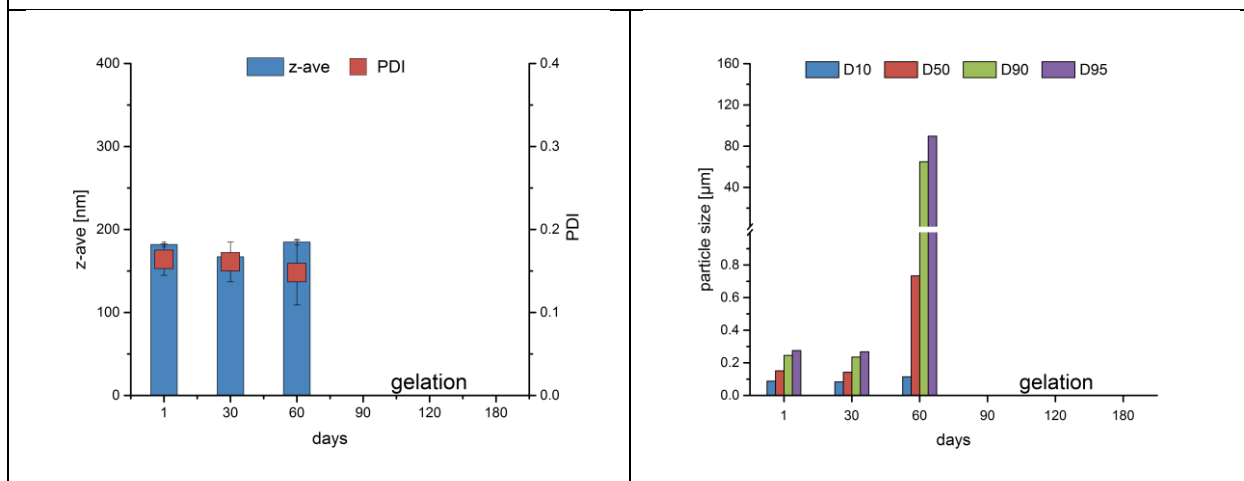 z-ave PDI
400
300
200
100
0
z-ave [nm]
0.4
0.3
0.2
0.1
0.0
PDI
gelation
1 30 60 90 120 180
days
D10 D50 D90 D95
160
120
80
40
0.8
0.6
0.4
0.2
0.0
particle size [µm]
gelation
1 30 60 90 120 180
days